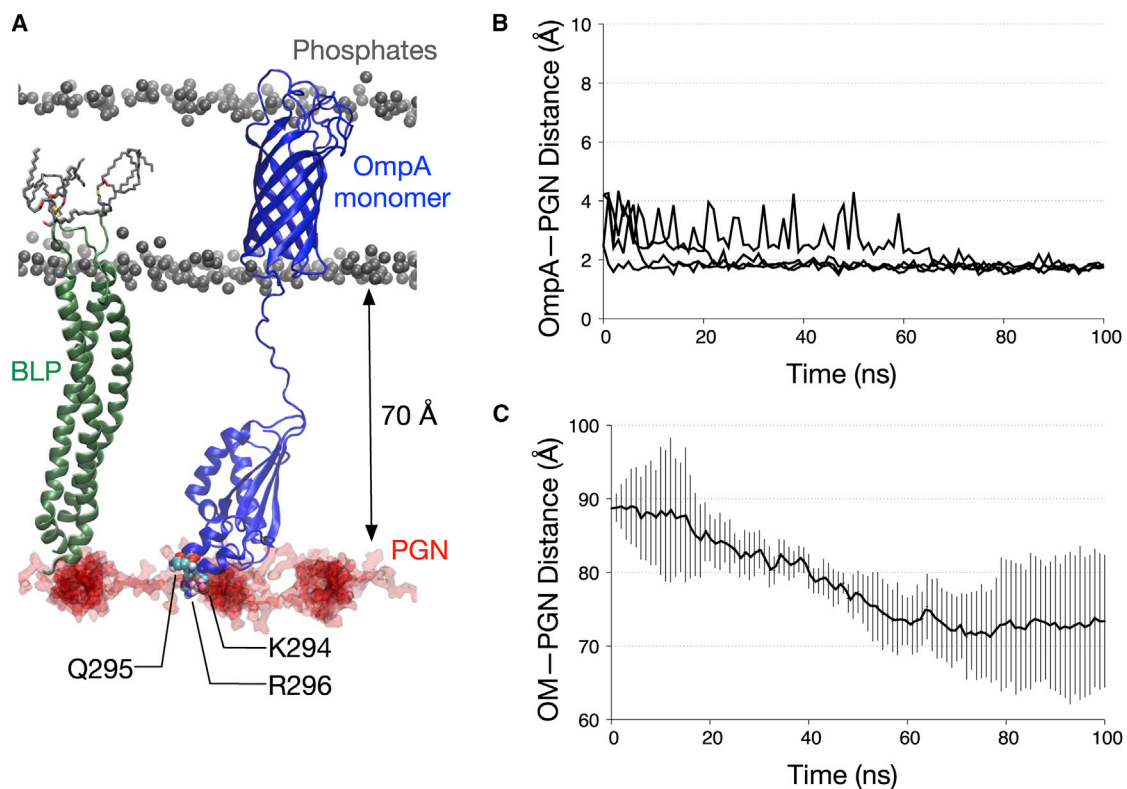 A
Phosphates
OmpA
monomer
BLP
70 Å
PGN
K294
Q295
R296
B
OmpA—PGN Distance (Å)
10
8
6
4
2
0
0 20 40 60 80 100
Time (ns)
C
OM—PGN Distance (Å)
100
90
80
70
60
0 20 40 60 80 100
Time (ns)